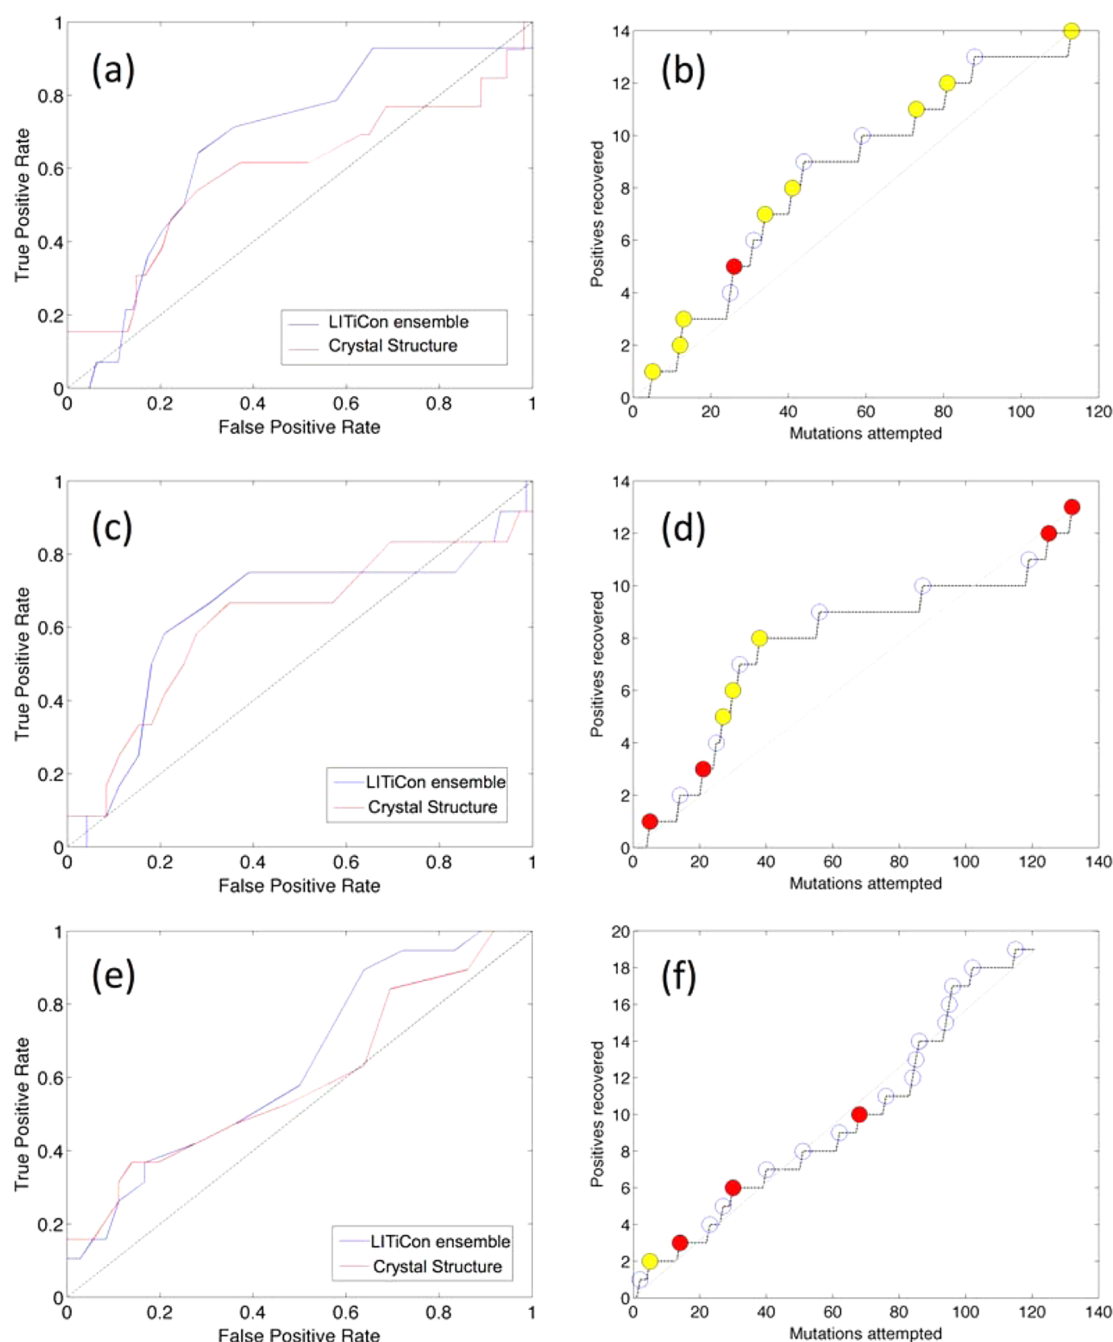 (a)
True Positive Rate
1
0.8
0.6
0.4
0.2
0
LITiCon ensemble
Crystal Structure
0 0.2 0.4 0.6 0.8 1
False Positive Rate
(b)
Positives recovered
14
12
10
8
6
4
2
0
0 20 40 60 80 100 120
Mutations attempted
(c)
True Positive Rate
1
0.8
0.6
0.4
0.2
0
LITiCon ensemble
Crystal Structure
0 0.2 0.4 0.6 0.8 1
False Positive Rate
(d)
Positives recovered
14
12
10
8
6
4
2
0
0 20 40 60 80 100 120 140
Mutations attempted
(e)
True Positive Rate
1
0.8
0.6
0.4
0.2
0
LITiCon ensemble
Crystal Structure
0 0.2 0.4 0.6 0.8 1
False Positive Rate
(f)
Positives recovered
20
18
16
14
12
10
8
6
4
2
0
0 20 40 60 80 100 120 140
Mutations attempted